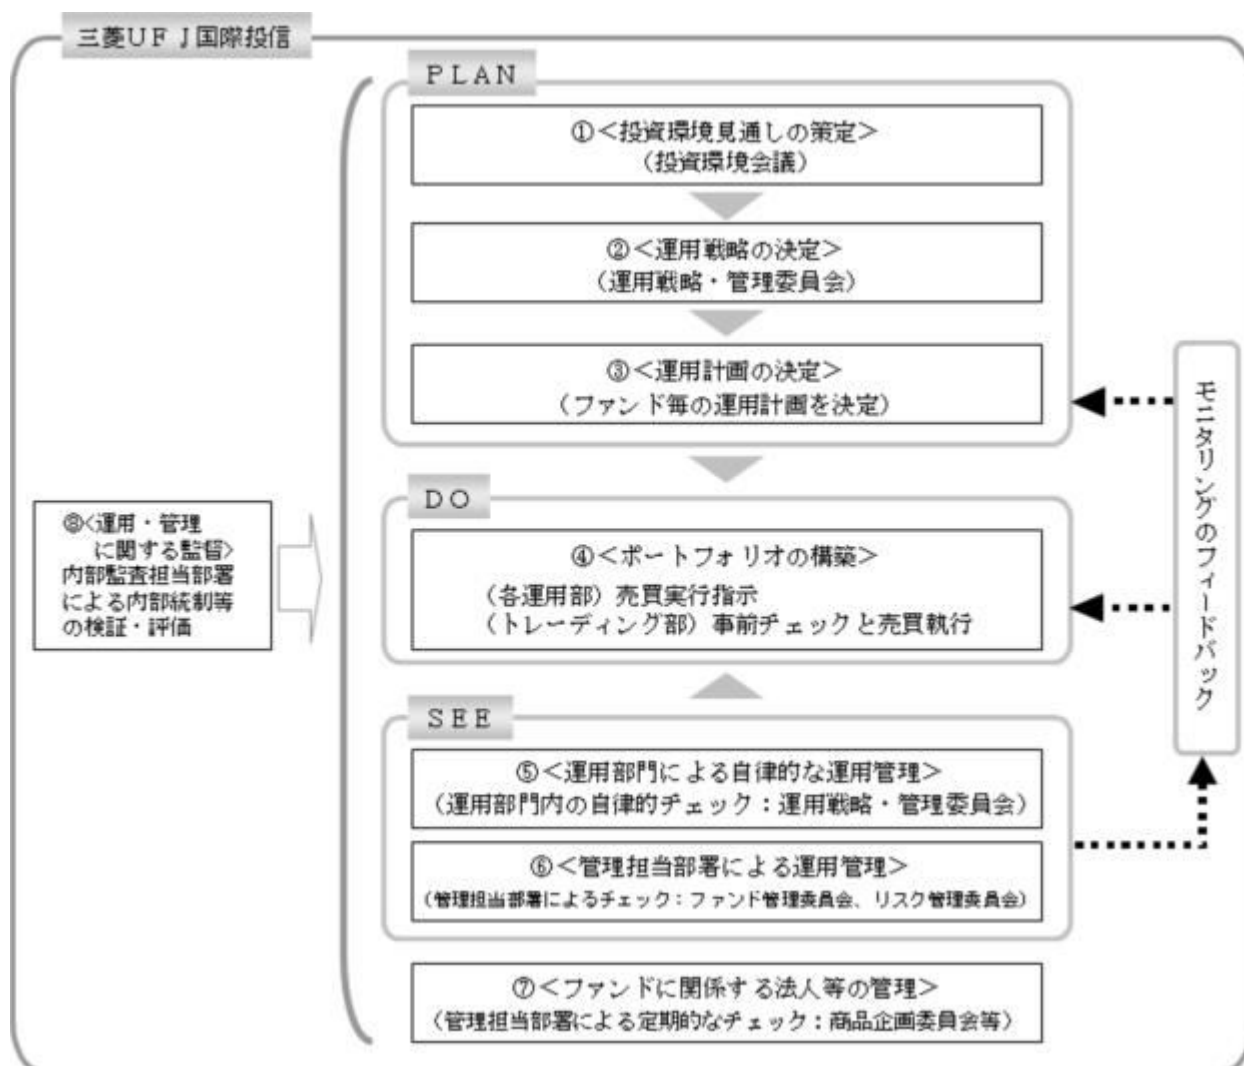 三菱ＵＦＪ国際投信
ＰＬＡＮ
①＜投資環境見通しの策定＞
（投資環境会議）
②＜運用戦略の決定＞
（運用戦略・管理委員会）
③＜運用計画の決定＞
（ファンド毎の運用計画を決定）
ＤＯ
④＜ポートフォリオの構築＞
（各運用部）売買実行指示
（トレーディング部）事前チェックと売買執行
ＳＥＥ
⑤＜運用部門による自律的な運用管理＞
（運用部門内の自律的チェック：運用戦略・管理委員会）
⑥＜管理担当部署による運用管理＞
（管理担当部署によるチェック：ファンド管理委員会、リスク管理委員会）
⑦＜ファンドに関係する法人等の管理＞
（管理担当部署による定期的なチェック：商品企画委員会等）
⑧＜運用・管理
に関する監督＞
内部監査担当部署
による内部統制等
の検証・評価
モニタリングのフィードバック